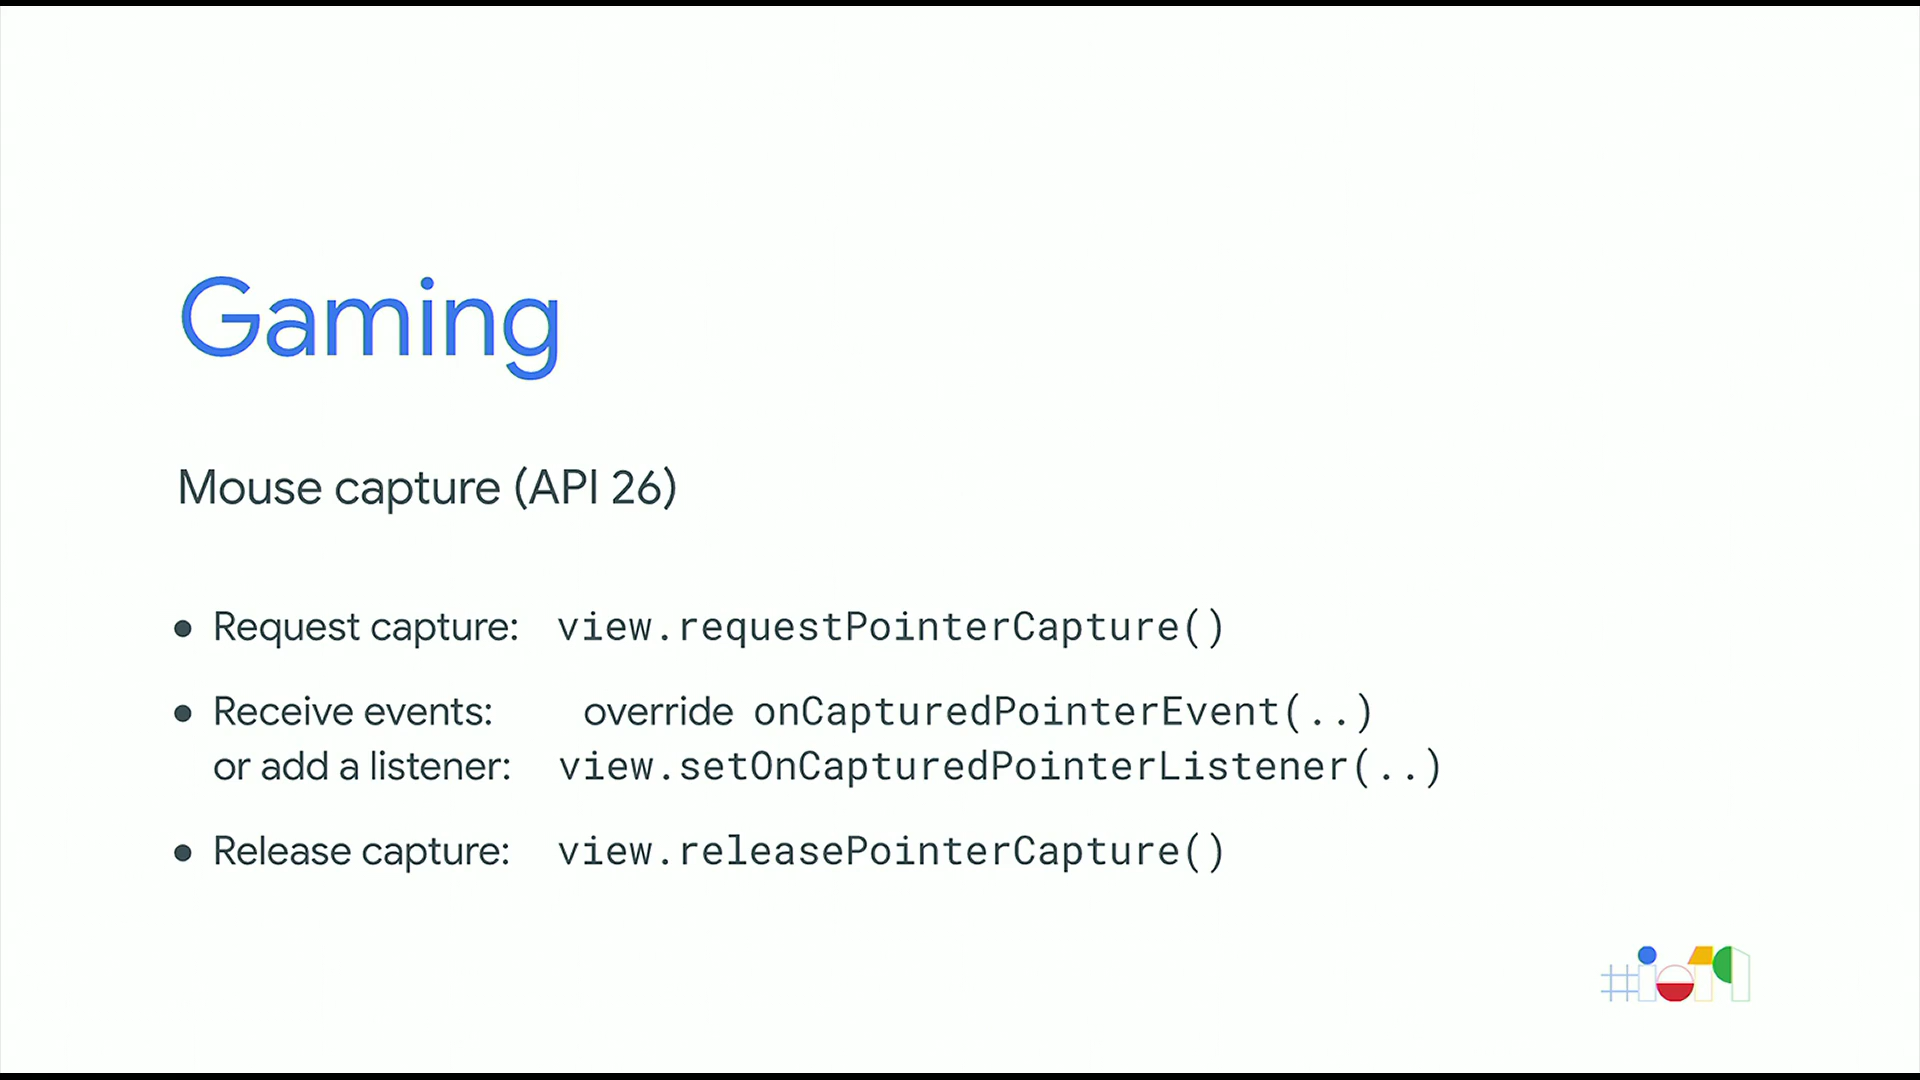 Gaming
Mouse capture (API 26)
● Request capture: view.requestPointerCapture()
● Receive events: override onCapturedPointerEvent(..)
or add a listener: view.setOnCapturedPointerListener(..)
● Release capture: view.releasePointerCapture()
#io19